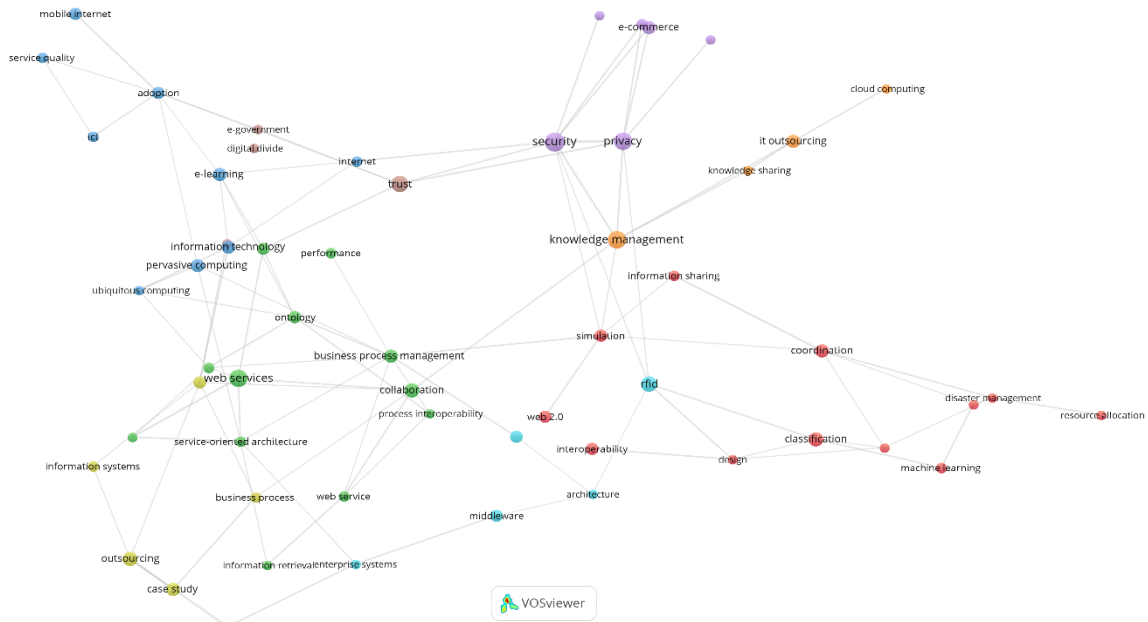 mobile internet
e-commerce
service quality
cloud computing
adoption
e-government
security
privacy
it outsourcing
ict
digital divide
internet
knowledge sharing
e-learning
trust
knowledge management
information technology
performance
pervasive computing
information sharing
ubiquitous computing
ontology
simulation
business process management
coordination
web services
collaboration
rfid
disaster management
process interoperability
web 2.0
resource allocation
service-oriented architecture
classification
interoperability
design
information systems
machine learning
business process
web service
architecture
middleware
outsourcing
information retrieval
enterprise systems
case study
VOSviewer